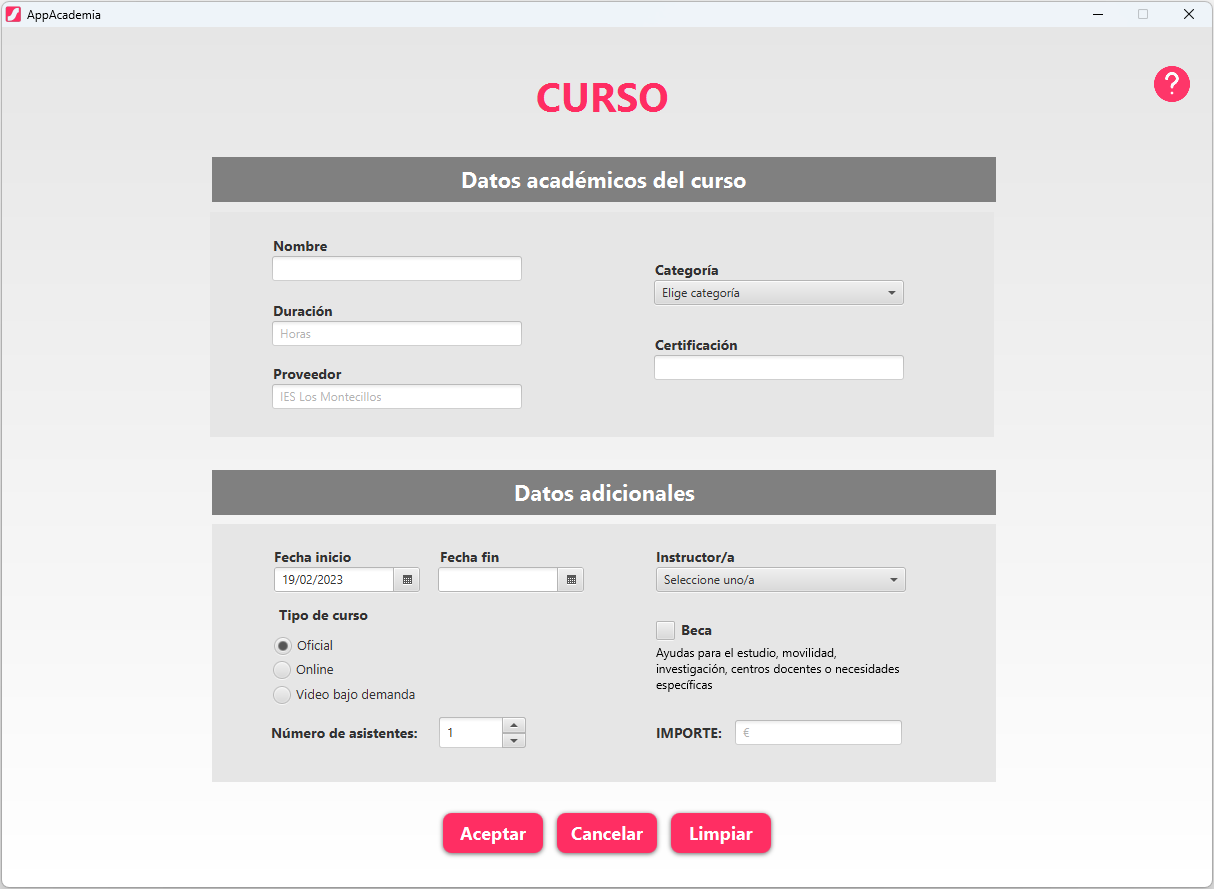 AppAcademia
?
CURSO
Datos académicos del curso
Nombre
Duración
Horas
Proveedor
IES Los Montecillos
Categoría
Elige categoría
Certificación
Datos adicionales
Fecha inicio
19/02/2023
Fecha fin
Tipo de curso
Oficial
Online
Video bajo demanda
Número de asistentes:
1
Instructor/a
Seleccione uno/a
Beca
Ayudas para el estudio, movilidad,
investigación, centros docentes o necesidades
específicas
IMPORTE:
€
Aceptar
Cancelar
Limpiar